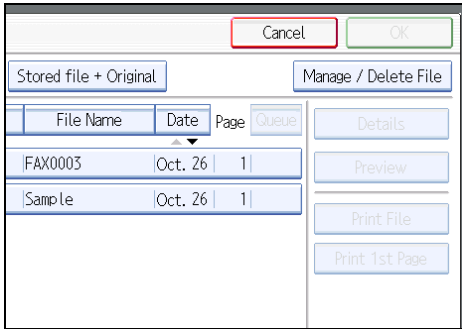 Cancel OK
Stored file + Original Manage / Delete File
File Name Date Page Queue Details
FAX0003 Oct. 26 1 Preview
Sample Oct. 26 1
Print File
Print 1st Page